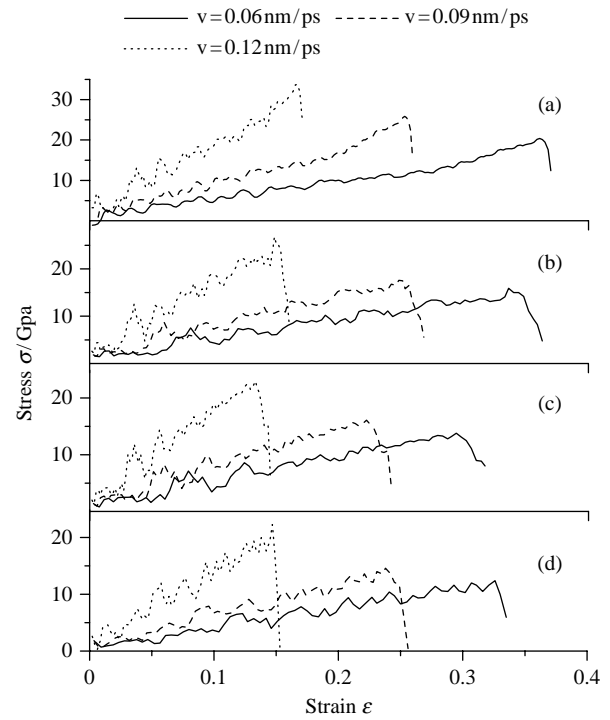 v=0.06nm/ps v=0.09nm/ps
v=0.12nm/ps
(a)
30
20
10
(b)
20
10
(c)
20
10
(d)
20
10
0
0 0.1 0.2 0.3 0.4
Strain ε
Stress σ/Gpa